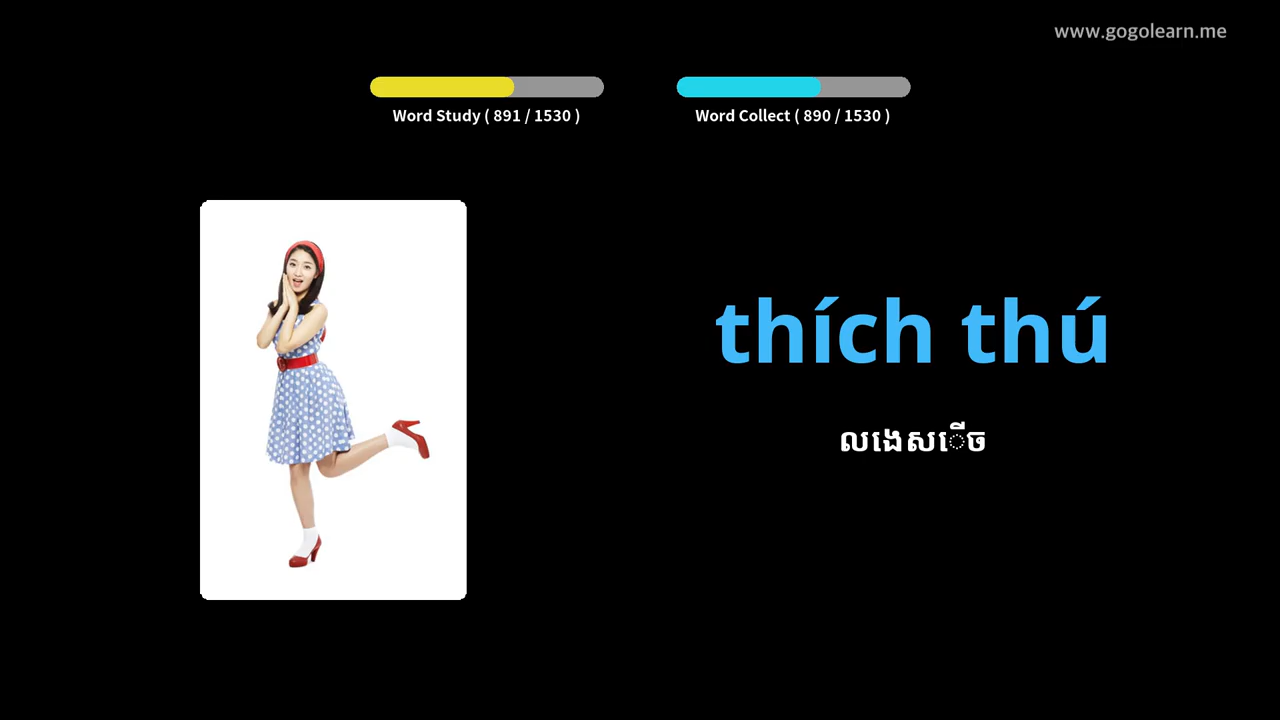 www.gogolearn.me
Word Study ( 891 / 1530 )
Word Collect ( 890 / 1530 )
thích thú
លងេសើច